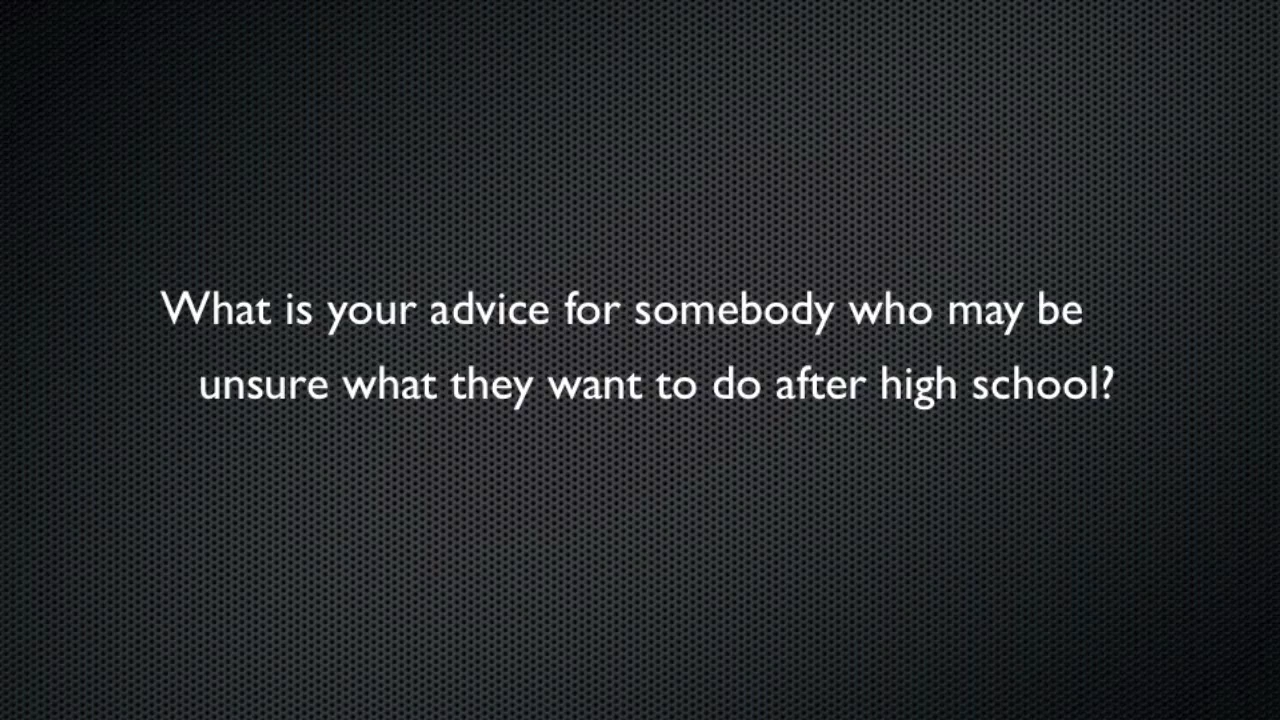 What is your advice for somebody who may be
unsure what they want to do after high school?